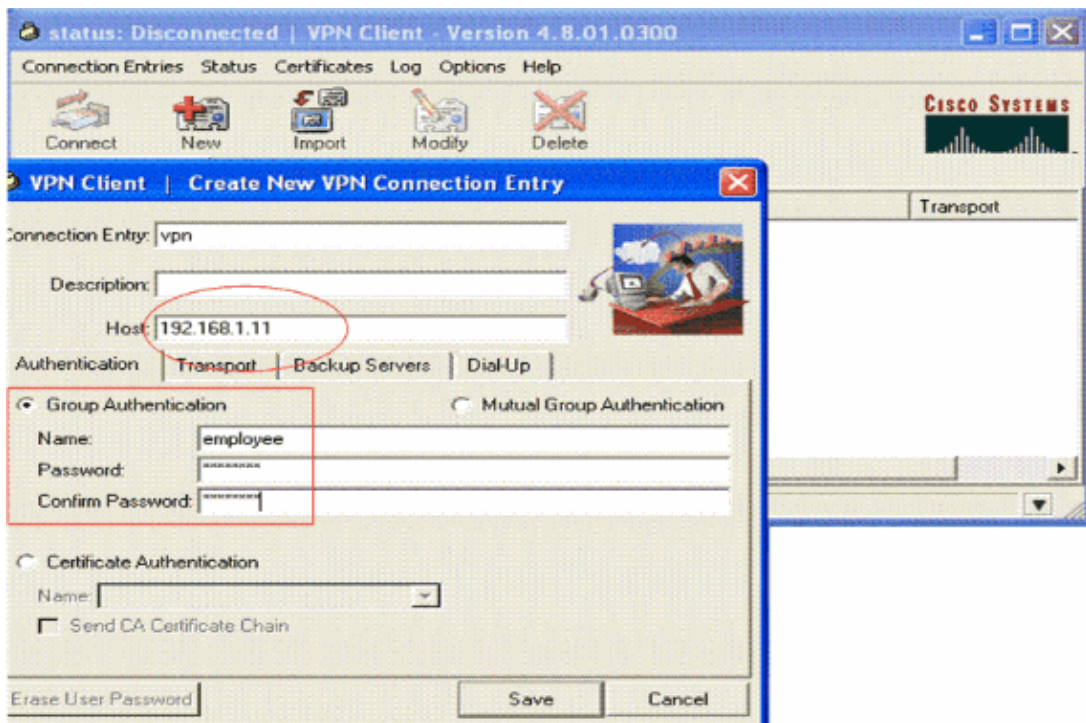 status: Disconnected | VPN Client - Version 4.8.01.0300
Connection Entries Status Certificates Log Options Help
Connect New Import Modify Delete
CISCO SYSTEMS
VPN Client | Create New VPN Connection Entry
Transport
Connection Entry: vpn
Description:
Host: 192.168.1.11
Authentication Transport Backup Servers Dial-Up
Group Authentication Mutual Group Authentication
Name: employee
Password: ********
Confirm Password: ********
Certificate Authentication
Name:
Send CA Certificate Chain
Erase User Password Save Cancel